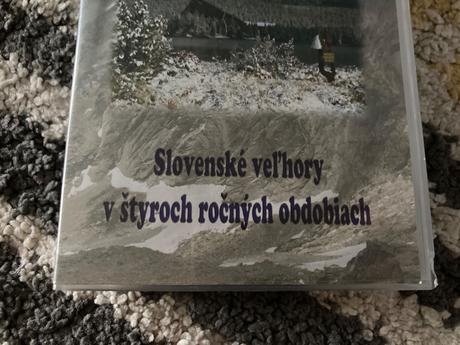 Slovenské veľhory
v štyroch ročných obdobiach